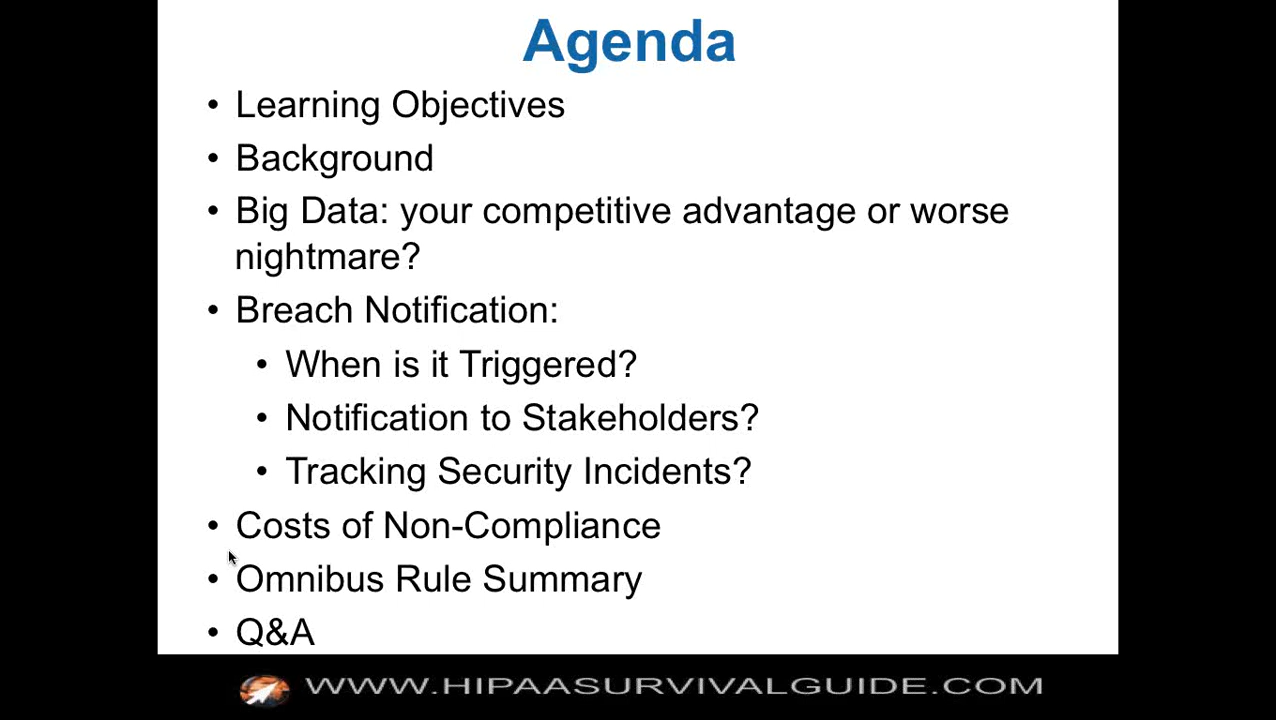 Agenda
• Learning Objectives
• Background
• Big Data: your competitive advantage or worse
nightmare?
• Breach Notification:
• When is it Triggered?
• Notification to Stakeholders?
• Tracking Security Incidents?
• Costs of Non-Compliance
• Omnibus Rule Summary
• Q&A
WWW.HIPAASURVIVALGUIDE.COM